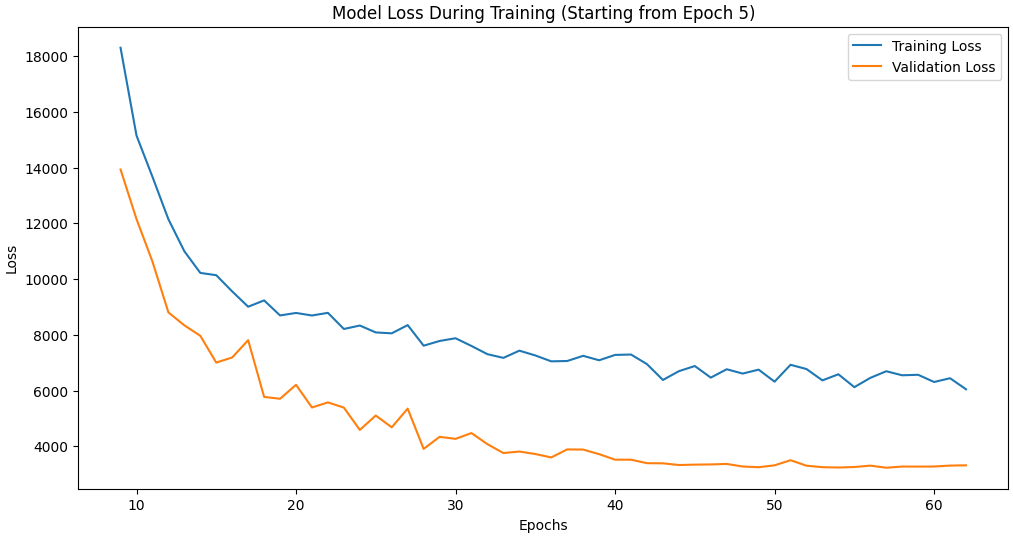 Model Loss During Training (Starting from Epoch 5)
Training Loss
Validation Loss
Loss
18000
16000
14000
12000
10000
8000
6000
4000
10 20 30 40 50 60
Epochs